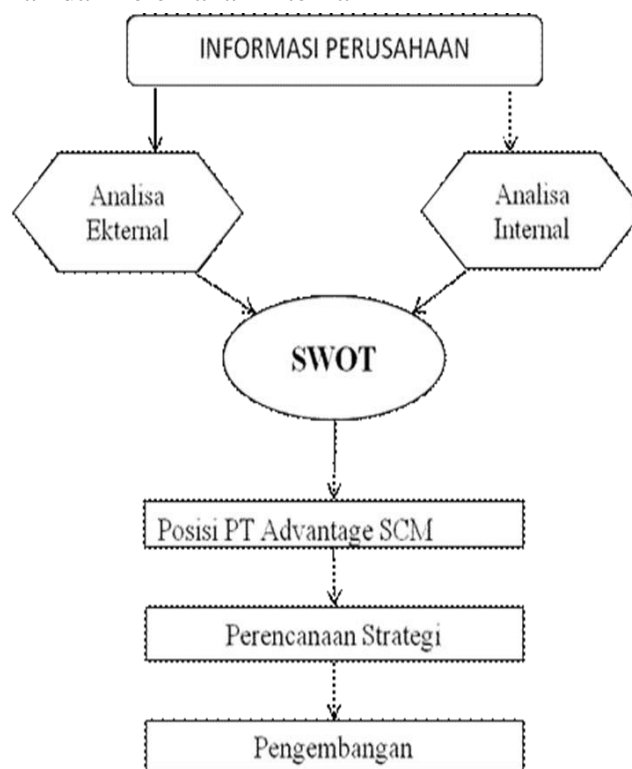 INFORMASI PERUSAHAAN
Analisa
Ekternal
Analisa
Internal
SWOT
Posisi PT Advantage SCM
Perencanaan Strategi
Pengembangan